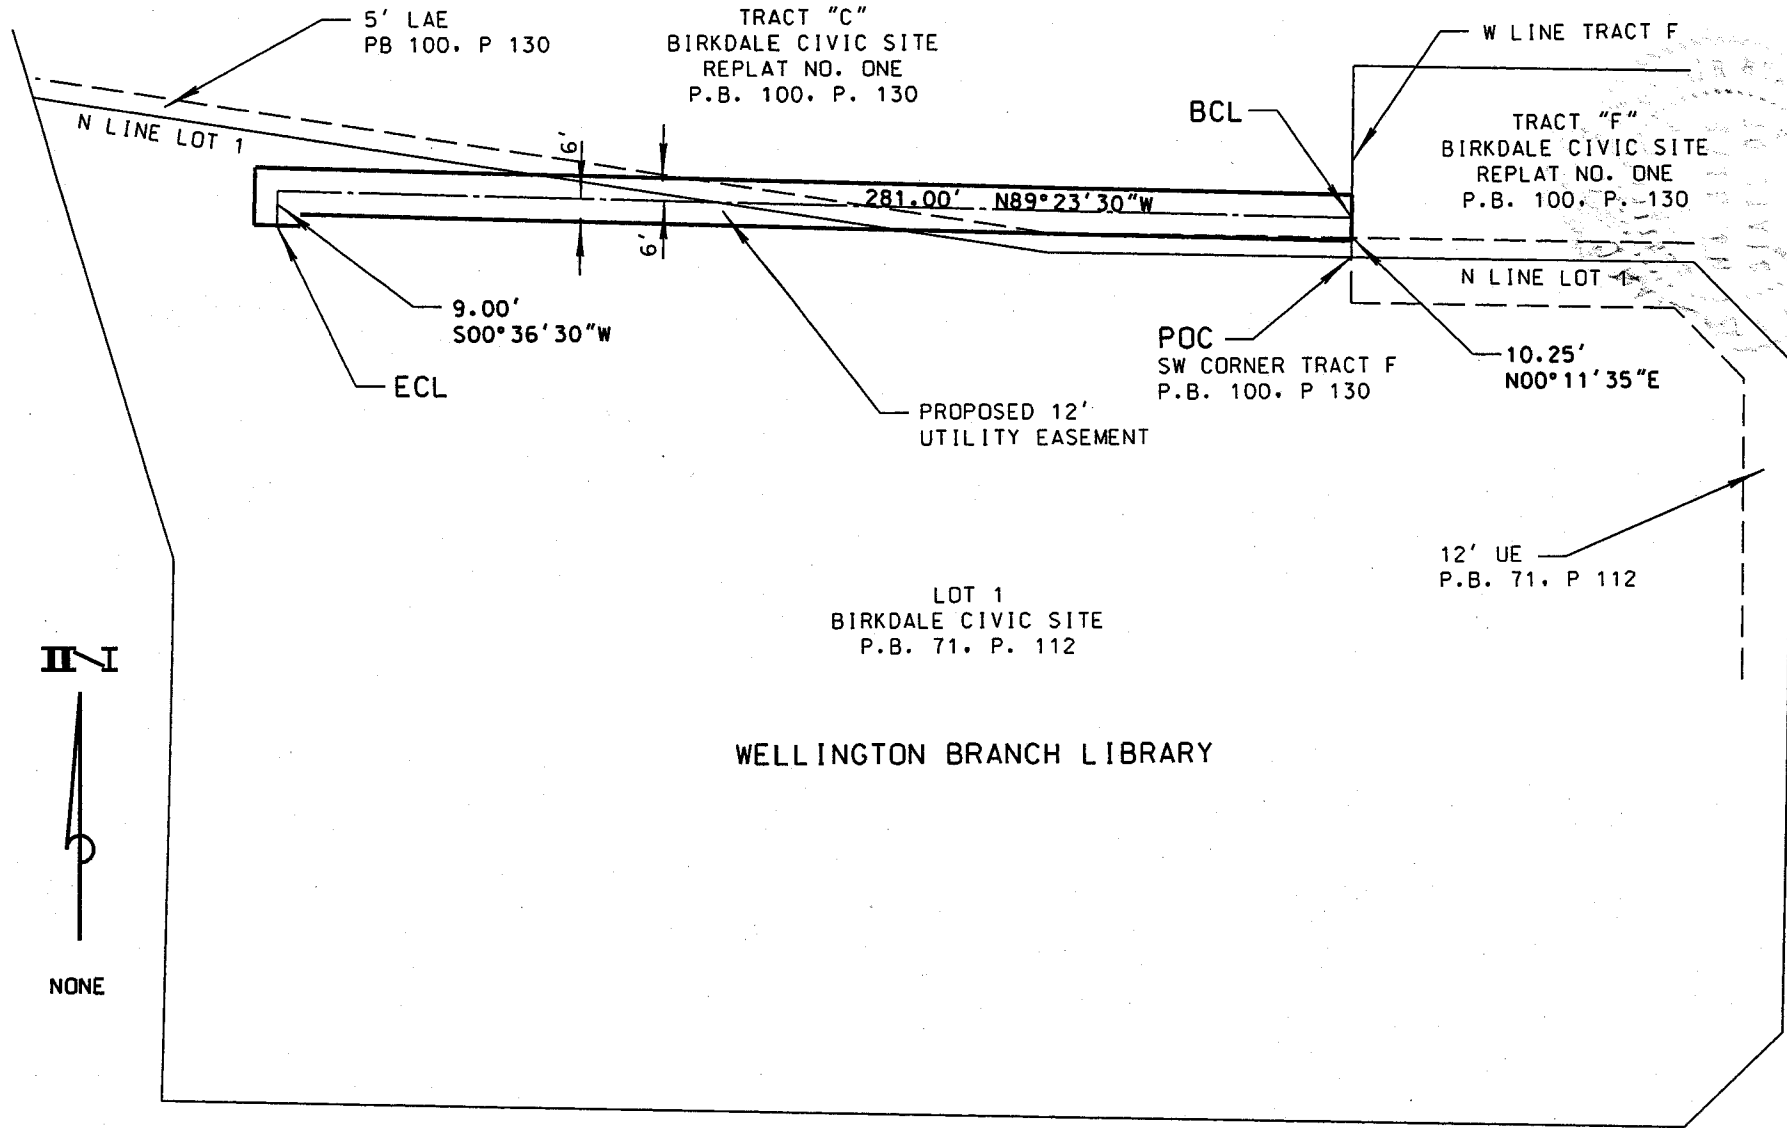 5' LAE
PB 100, P 130
TRACT "C"
BIRKDALE CIVIC SITE
REPLAT NO. ONE
P.B. 100, P. 130
W LINE TRACT F
N LINE LOT 1
6'
6'
BCL
TRACT "F"
BIRKDALE CIVIC SITE
REPLAT NO. ONE
P.B. 100, P. 130
281.00' N89°23'30"W
N LINE LOT 1
9.00'
S00°36'30"W
ECL
POC
SW CORNER TRACT F
P.B. 100, P 130
10.25'
N00°11'35"E
PROPOSED 12'
UTILITY EASEMENT
12' UE
P.B. 71, P 112
LOT 1
BIRKDALE CIVIC SITE
P.B. 71, P. 112
WELLINGTON BRANCH LIBRARY
NONE